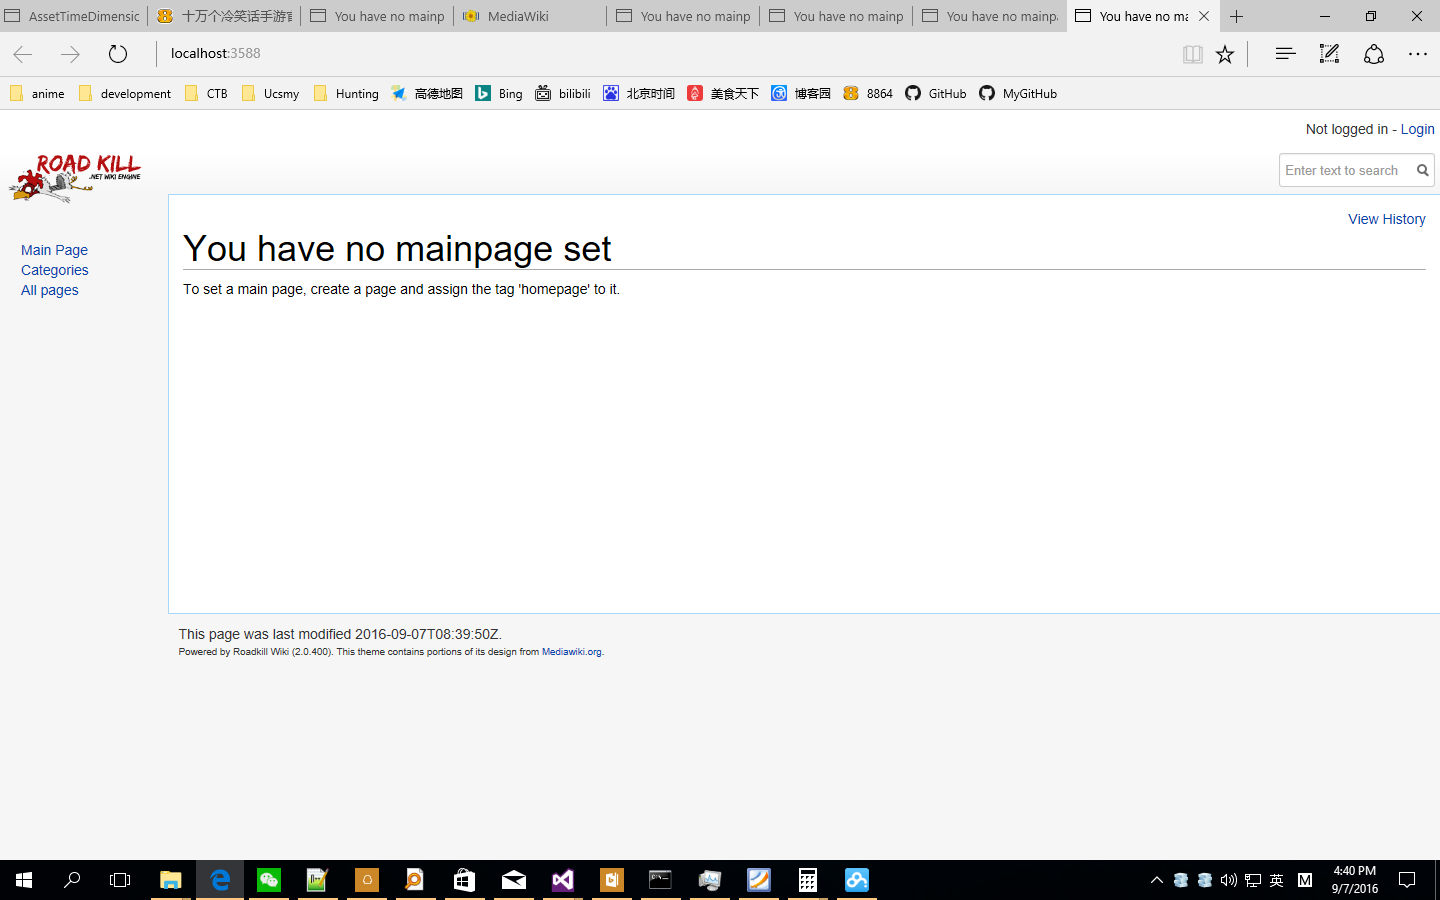 AssetTimeDimensic
十万个冷笑话手游官
You have no mainp
MediaWiki
You have no mainp
You have no mainp
You have no mainpa
You have no ma
localhost:3588
anime development CTB Ucsmy Hunting 高德地图 Bing bilibili 北京时间 美食天下 博客园 8864 GitHub MyGitHub
Not logged in - Login
ROAD KILL
.NET WIKI ENGINE
Enter text to search
View History
Main Page
Categories
All pages
You have no mainpage set
To set a main page, create a page and assign the tag 'homepage' to it.
This page was last modified 2016-09-07T08:39:50Z.
Powered by Roadkill Wiki (2.0.400). This theme contains portions of its design from Mediawiki.org.
英 M
4:40 PM
9/7/2016